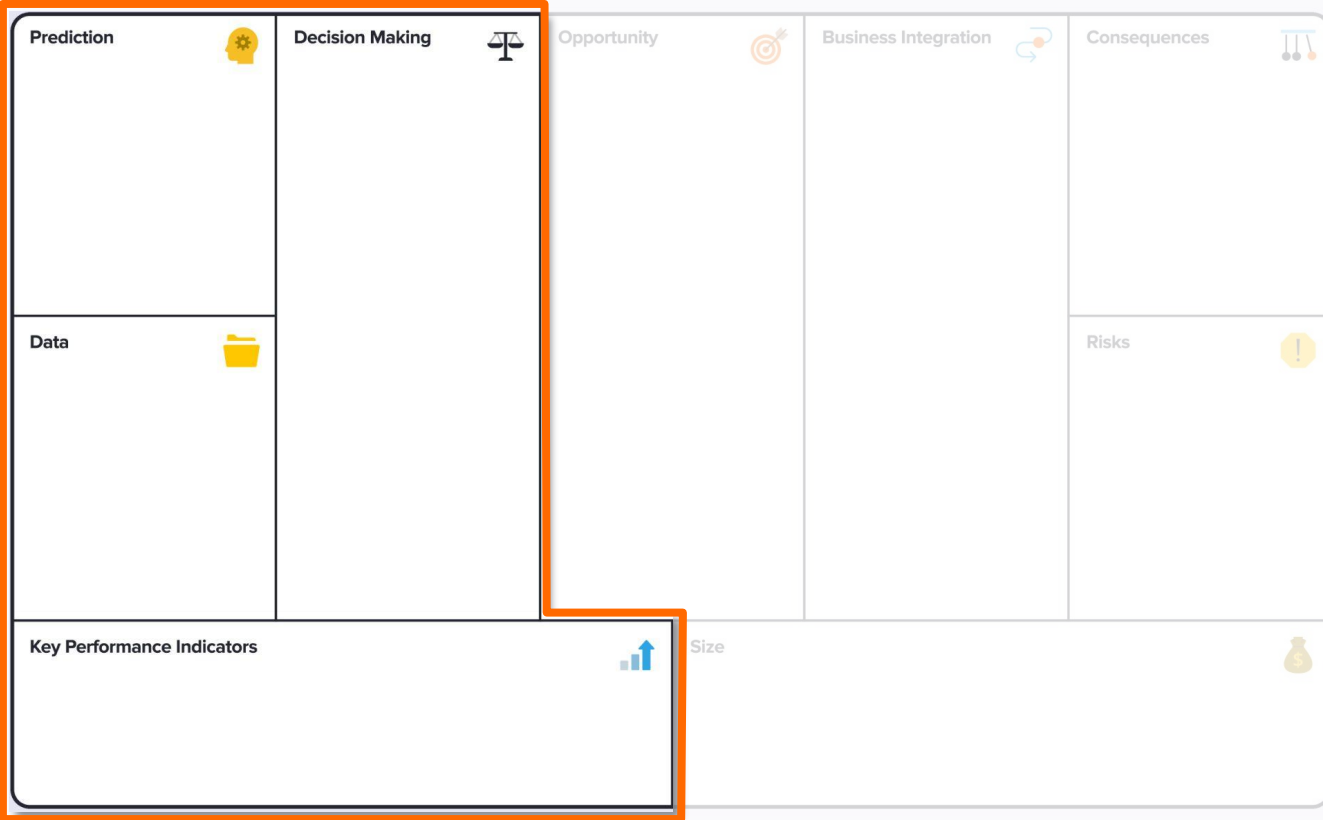 Prediction
Decision Making
Opportunity
Business Integration
Consequences
Data
Risks
Key Performance Indicators
Size
$